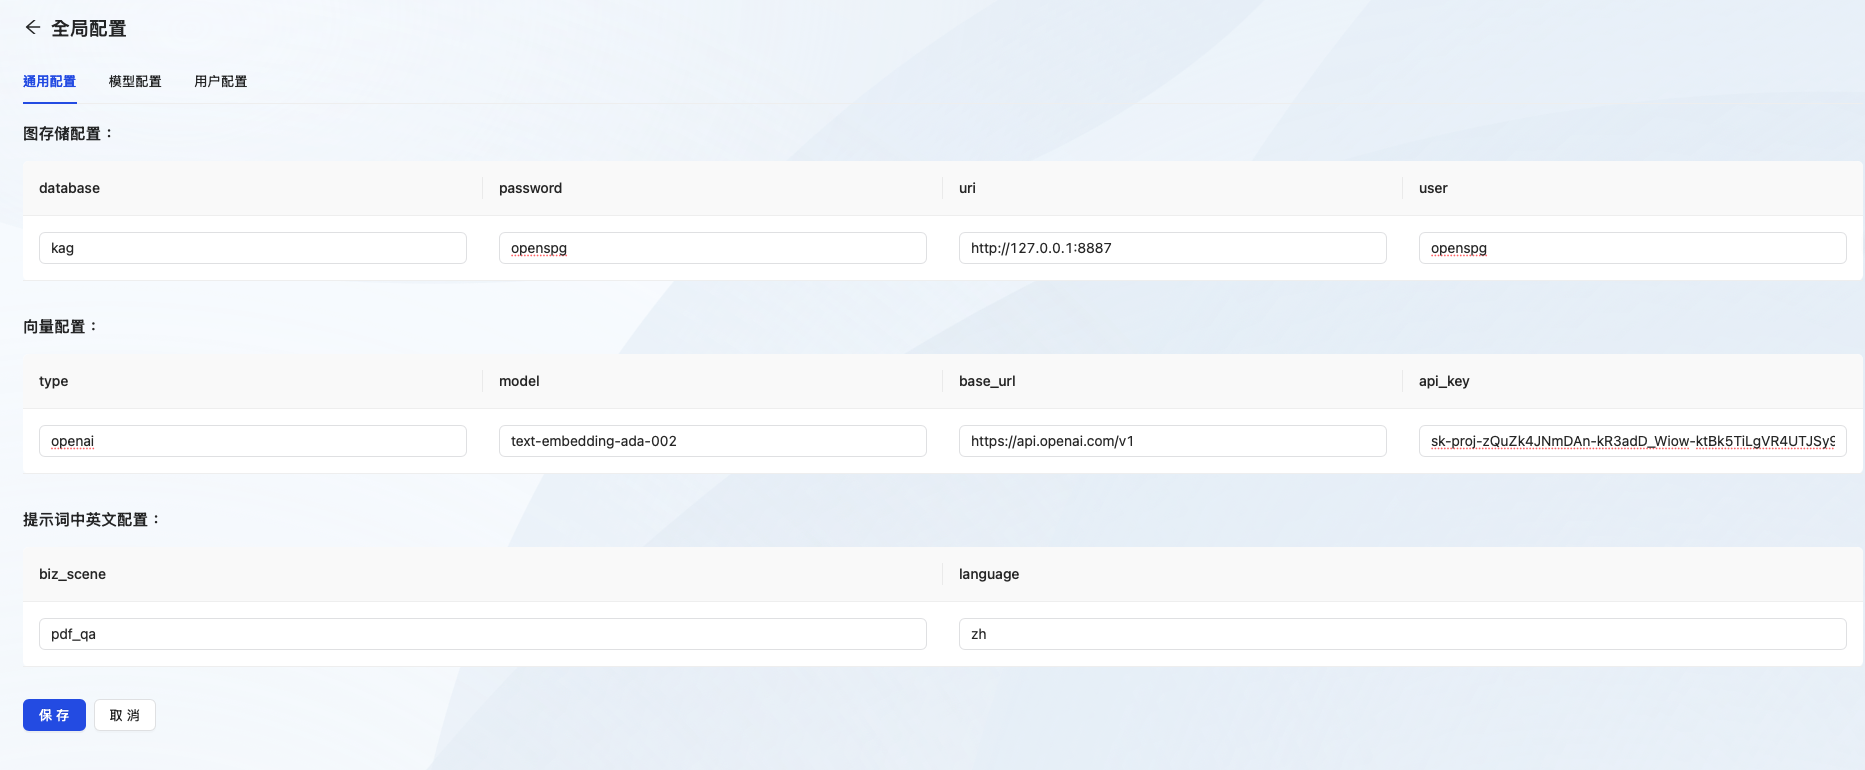 全局配置
通用配置 模型配置 用户配置
图存储配置：
database password uri user
kag openspg http://127.0.0.1:8887 openspg
向量配置：
type model base_url api_key
openai text-embedding-ada-002 https://api.openai.com/v1 sk-proj-zQuZk4JNmDAn-kR3adD_Wiow-ktBk5TiLgVR4UTJSy9
提示词中英文配置：
biz_scene language
pdf_qa zh
保存 取消